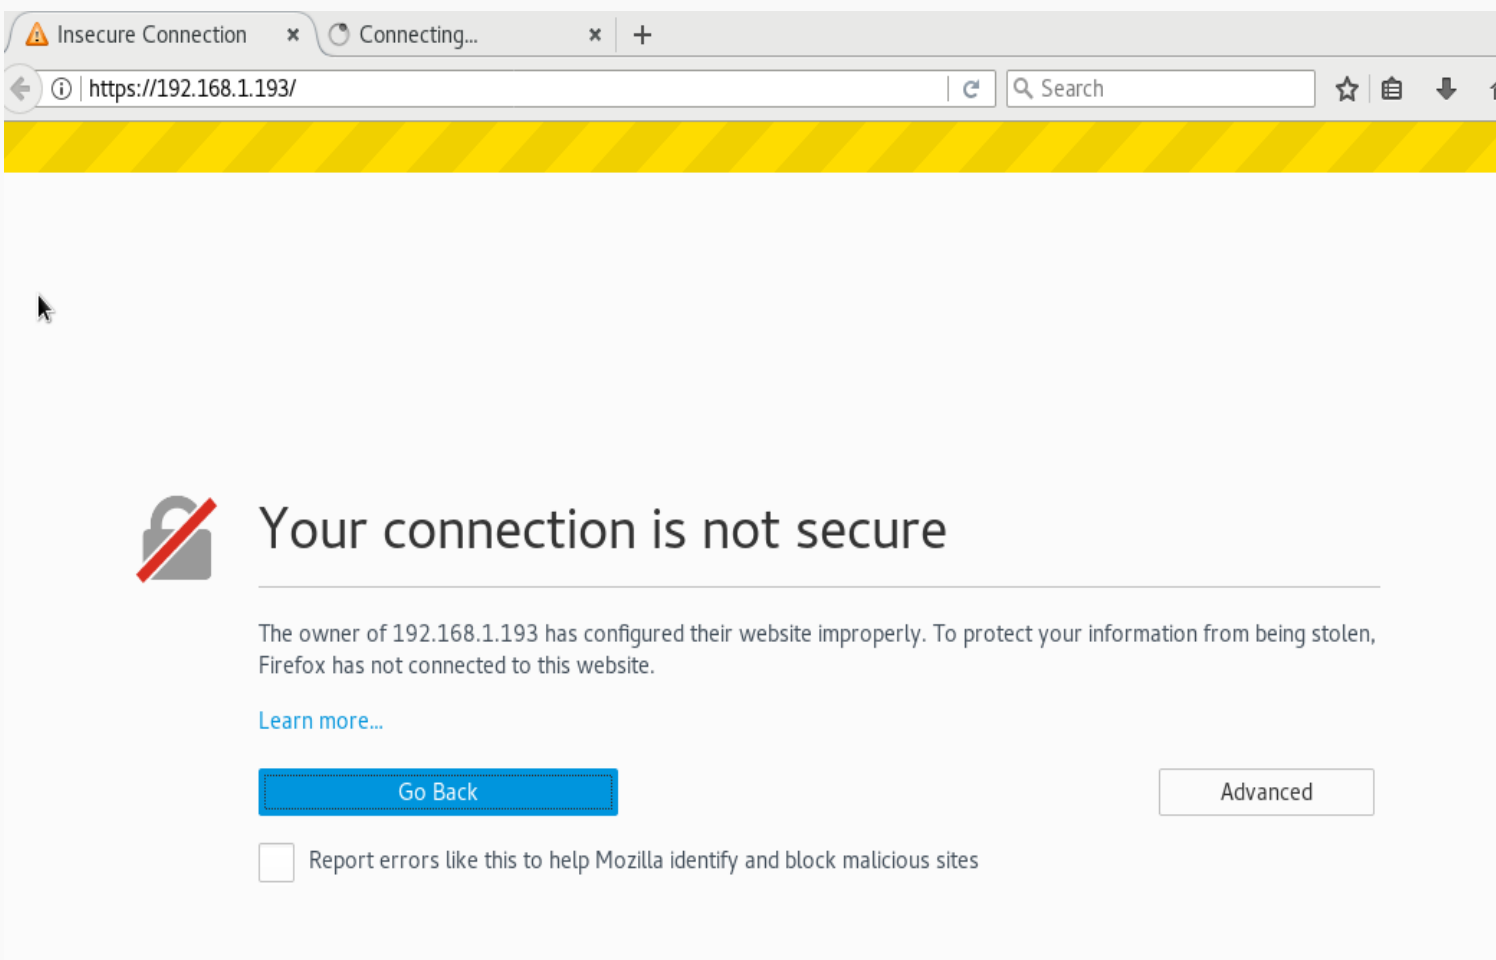 Insecure Connection
Connecting...
https://192.168.1.193/
Search
Your connection is not secure
The owner of 192.168.1.193 has configured their website improperly. To protect your information from being stolen,
Firefox has not connected to this website.
Learn more...
Go Back
Advanced
Report errors like this to help Mozilla identify and block malicious sites